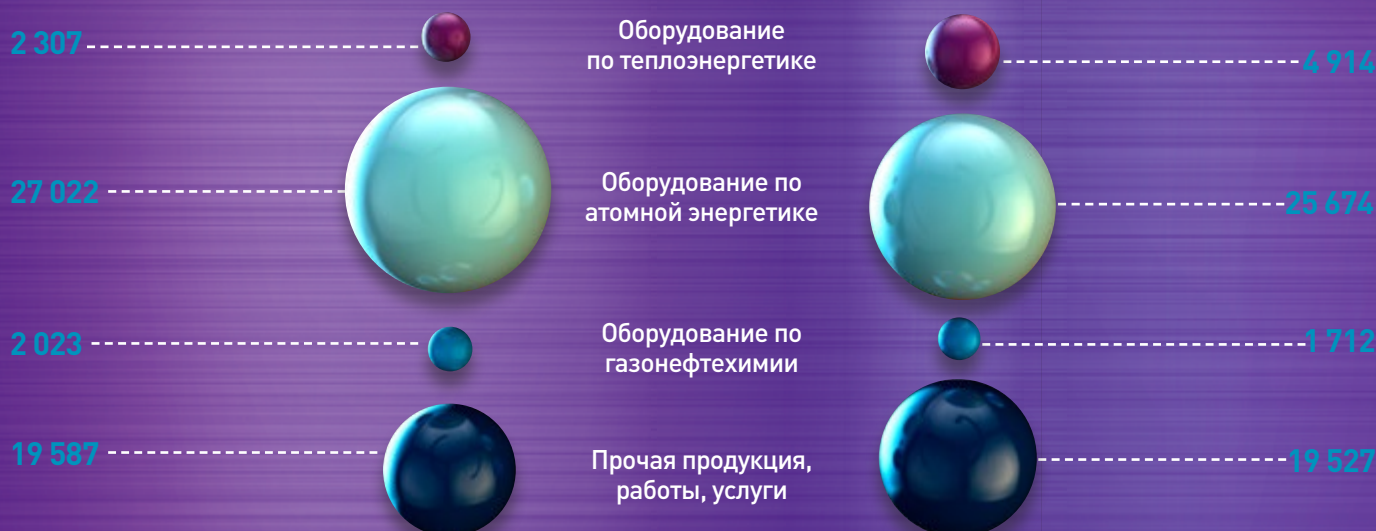 2 307
Оборудование
по теплоэнергетике
4 914
27 022
Оборудование по
атомной энергетике
25 674
2 023
Оборудование по
газонефтехимии
1 712
19 587
Прочая продукция,
работы, услуги
19 527